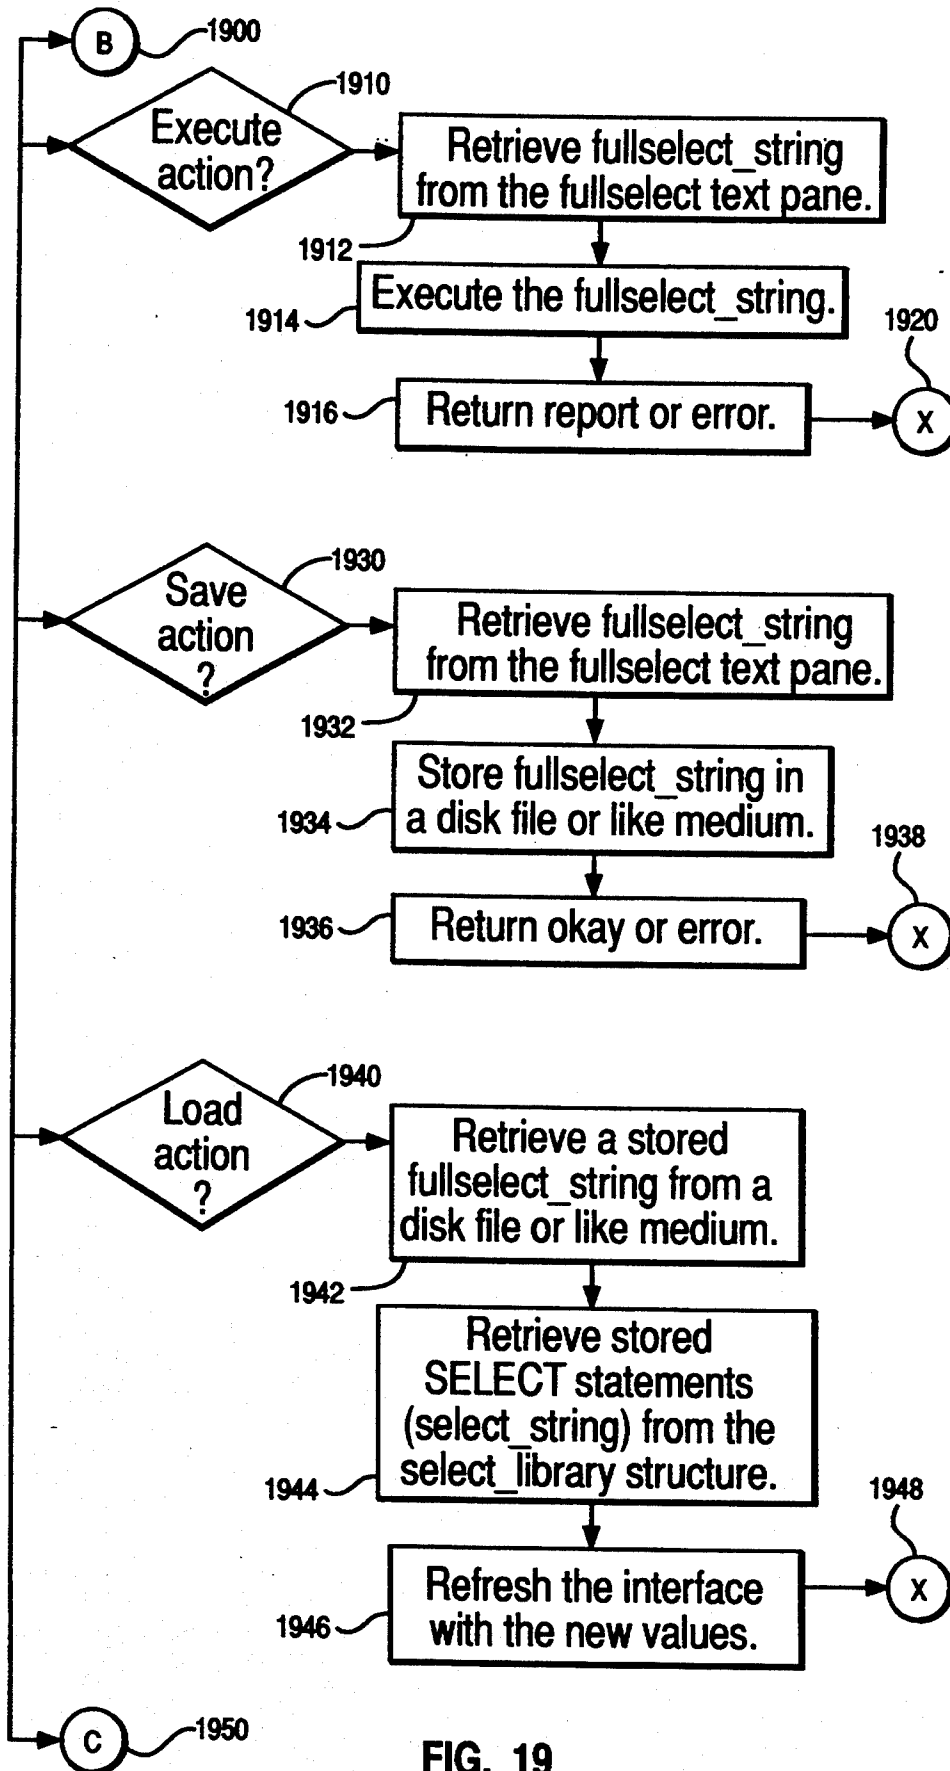 B
1900
1910
Execute
action?
Retrieve fullselect_string
from the fullselect text pane.
1912
Execute the fullselect_string.
1914
1920
Return report or error.
1916
X
1930
Save
action
?
Retrieve fullselect_string
from the fullselect text pane.
1932
Store fullselect_string in
a disk file or like medium.
1934
1938
Return okay or error.
1936
X
1940
Load
action
?
Retrieve a stored
fullselect_string from a
disk file or like medium.
1942
Retrieve stored
SELECT statements
(select_string) from the
select_library structure.
1944
1948
Refresh the interface
with the new values.
1946
X
C
1950
FIG. 19